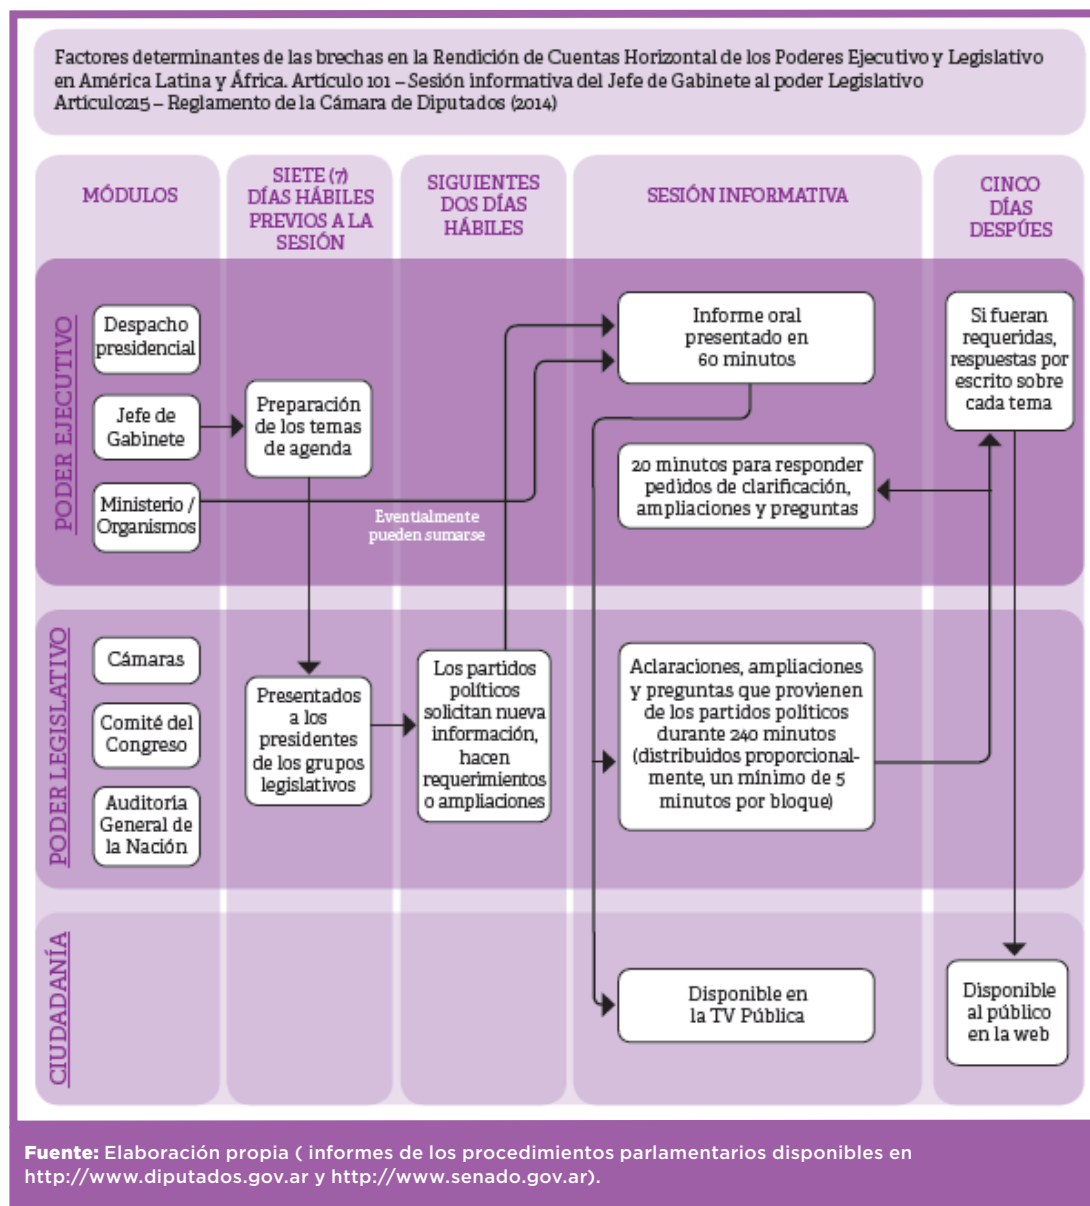 Factores determinantes de las brechas en la Rendición de Cuentas Horizontal de los Poderes Ejecutivo y Legislativo
en América Latina y África. Artículo 101 – Sesión informativa del Jefe de Gabinete al poder Legislativo
Artículo215 – Reglamento de la Cámara de Diputados (2014)
MÓDULOS
SIETE (7)
DÍAS HÁBILES
PREVIOS A LA
SESIÓN
SIGUIENTES
DOS DÍAS
HÁBILES
SESIÓN INFORMATIVA
CINCO
DÍAS
DESPÚES
PODER EJECUTIVO
Despacho
presidencial
Jefe de
Gabinete
Ministerio /
Organismos
Preparación
de los temas
de agenda
Eventialmente
pueden sumarse
Informe oral
presentado en
60 minutos
20 minutos para responder
pedidos de clarificación,
ampliaciones y preguntas
Si fueran
requeridas,
respuestas por
escrito sobre
cada tema
PODER LEGISLATIVO
Cámaras
Comité del
Congreso
Auditoría
General de
la Nación
Presentados
a los
presidentes
de los grupos
legislativos
Los partidos
políticos
solicitan nueva
información,
hacen
requerimientos
o ampliaciones
Aclaraciones, ampliaciones
y preguntas que provienen
de los partidos políticos
durante 240 minutos
(distribuidos proporcional-
mente, un mínimo de 5
minutos por bloque)
CIUDADANÍA
Disponible en
la TV Pública
Disponible
al público
en la web
Fuente: Elaboración propia ( informes de los procedimientos parlamentarios disponibles en
http://www.diputados.gov.ar y http://www.senado.gov.ar).